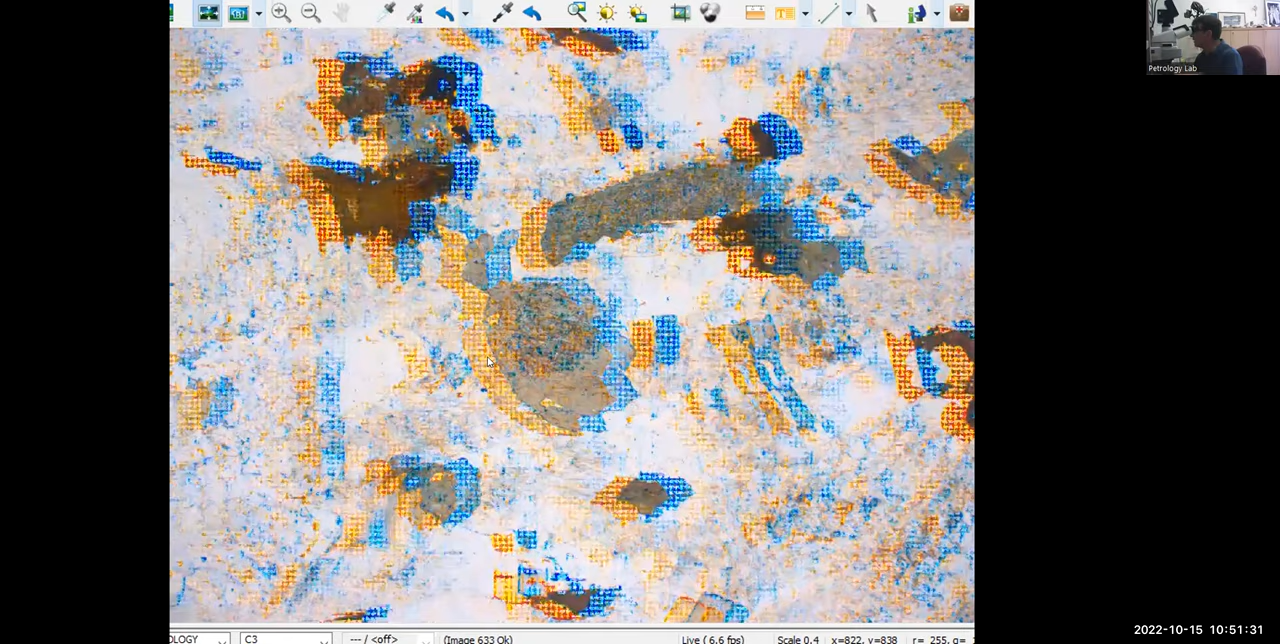 Petrology Lab
OLOGY
C3
--- / <off>
(Image 633 Ok)
Live ( 6,6 fps)
Scale 0,4
x=822, y=838
r= 255, g=
2022-10-15 10:51:31